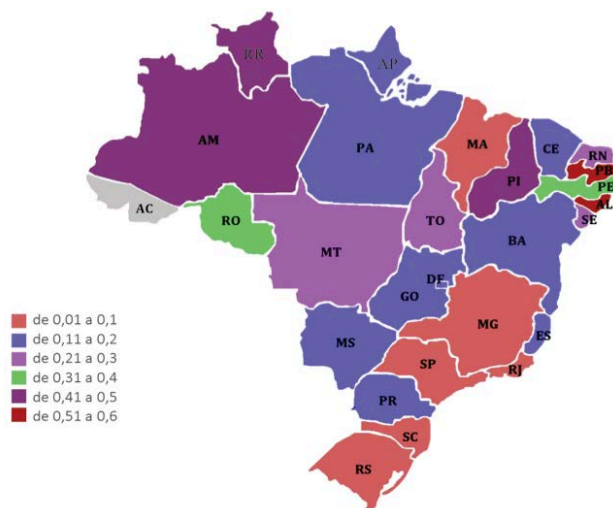 RR
AP
AM
PA
MA
CE
RN
PB
PI
PE
AL
AC
RO
TO
SE
MT
BA
DF
GO
MG
MS
ES
SP
RJ
PR
SC
RS
de 0,01 a 0,1
de 0,11 a 0,2
de 0,21 a 0,3
de 0,31 a 0,4
de 0,41 a 0,5
de 0,51 a 0,6